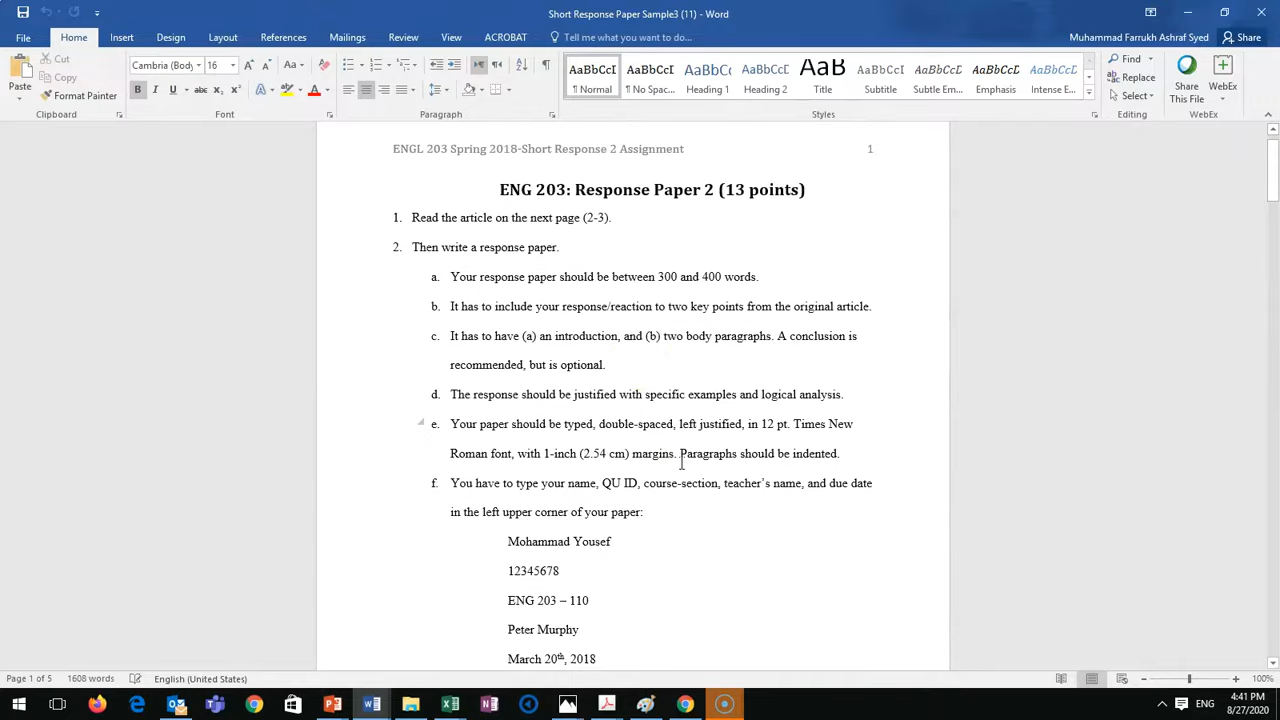 Short Response Paper 2_Sample3 (11) - Word
File Home Insert Design Layout References Mailings Review View ACROBAT Tell me what you want to do... Muhammad Farrukh Ashraf Syed Share
Cut
Copy
Format Painter
Paste
Clipboard
Cambria (Body) 16
Font
Paragraph
AaBbCcI AaBbCcI AaBbC( AaBbCcI AaB AaBbCcD AaBbCcD AaBbCcD AaBbCcD
¶ Normal ¶ No Spac... Heading 1 Heading 2 Title Subtitle Subtle Em... Emphasis Intense E...
Styles
Find
Replace
Select
Editing
Share This File WebEx
WebEx
ENGL 203 Spring 2018-Short Response 2 Assignment 1
ENG 203: Response Paper 2 (13 points)
1. Read the article on the next page (2-3).
2. Then write a response paper.
a. Your response paper should be between 300 and 400 words.
b. It has to include your response/reaction to two key points from the original article.
c. It has to have (a) an introduction, and (b) two body paragraphs. A conclusion is
recommended, but is optional.
d. The response should be justified with specific examples and logical analysis.
e. Your paper should be typed, double-spaced, left justified, in 12 pt. Times New
Roman font, with 1-inch (2.54 cm) margins. Paragraphs should be indented.
f. You have to type your name, QU ID, course-section, teacher's name, and due date
in the left upper corner of your paper:
Mohammad Yousef
12345678
ENG 203 – 110
Peter Murphy
March 20th, 2018
Page 1 of 5 1608 words English (United States) 100%
ENG 4:41 PM
8/27/2020